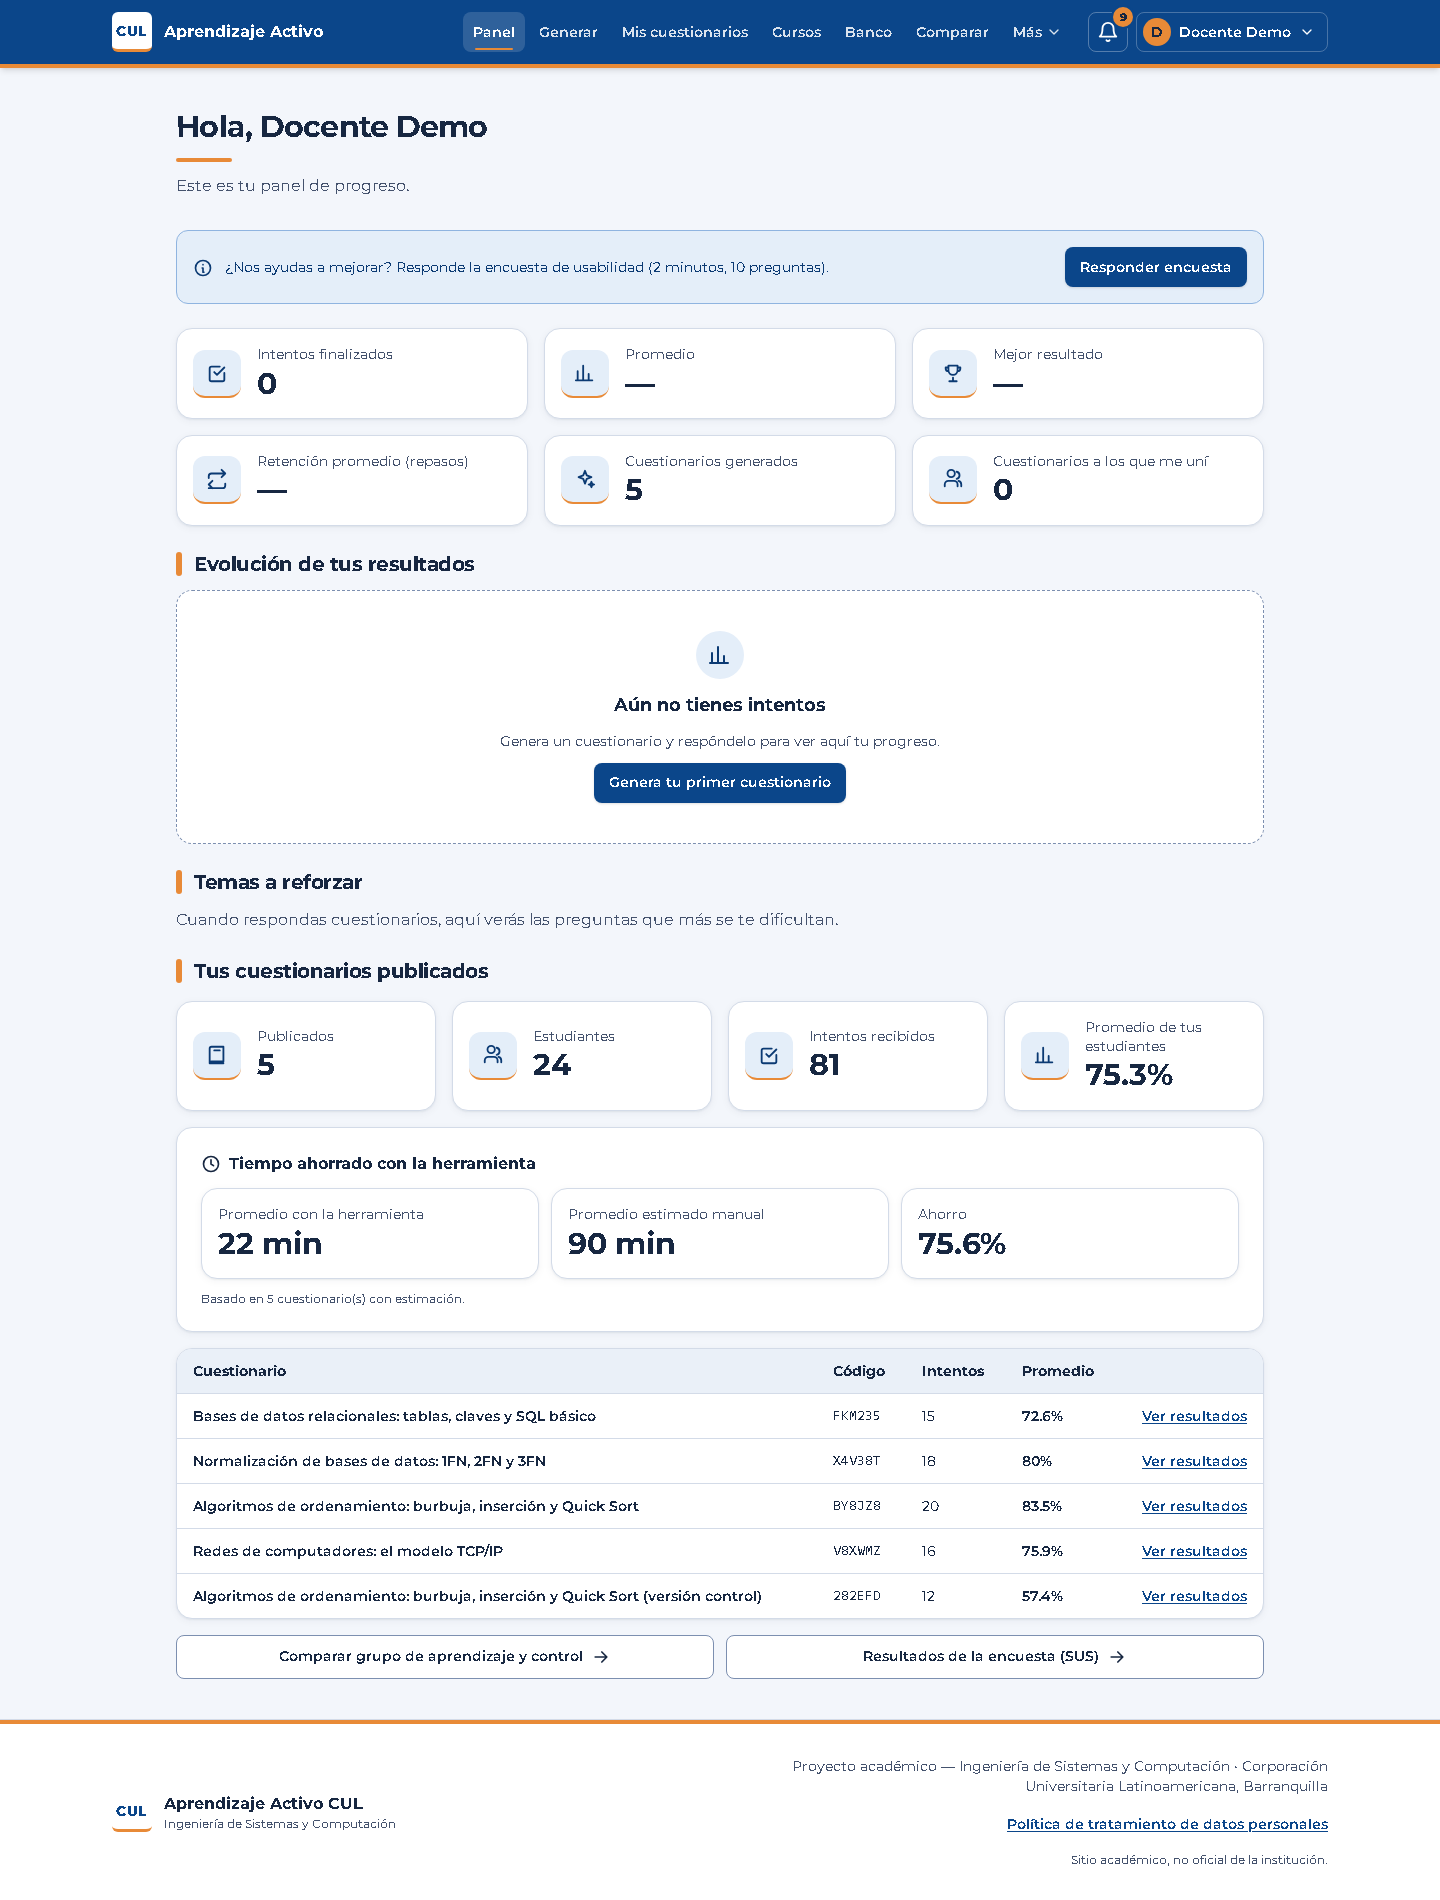 CUL Aprendizaje Activo Panel Generar Mis cuestionarios Cursos Banco Comparar Más 9 D Docente Demo
Hola, Docente Demo
Este es tu panel de progreso.
¿Nos ayudas a mejorar? Responde la encuesta de usabilidad (2 minutos, 10 preguntas). Responder encuesta
Intentos finalizados
0
Promedio
—
Mejor resultado
—
Retención promedio (repasos)
—
Cuestionarios generados
5
Cuestionarios a los que me uní
0
Evolución de tus resultados
Aún no tienes intentos
Genera un cuestionario y respóndelo para ver aquí tu progreso.
Genera tu primer cuestionario
Temas a reforzar
Cuando respondas cuestionarios, aquí verás las preguntas que más se te dificultan.
Tus cuestionarios publicados
Publicados
5
Estudiantes
24
Intentos recibidos
81
Promedio de tus
estudiantes
75.3%
Tiempo ahorrado con la herramienta
Promedio con la herramienta
22 min
Promedio estimado manual
90 min
Ahorro
75.6%
Basado en 5 cuestionario(s) con estimación.
Cuestionario Código Intentos Promedio
Bases de datos relacionales: tablas, claves y SQL básico FKM235 15 72.6% Ver resultados
Normalización de bases de datos: 1FN, 2FN y 3FN X4V38T 18 80% Ver resultados
Algoritmos de ordenamiento: burbuja, inserción y Quick Sort BY8JZ8 20 83.5% Ver resultados
Redes de computadores: el modelo TCP/IP V8XWMZ 16 75.9% Ver resultados
Algoritmos de ordenamiento: burbuja, inserción y Quick Sort (versión control) 282EFD 12 57.4% Ver resultados
Comparar grupo de aprendizaje y control → Resultados de la encuesta (SUS) →
Proyecto académico — Ingeniería de Sistemas y Computación · Corporación
Universitaria Latinoamericana, Barranquilla
CUL Aprendizaje Activo CUL
Ingeniería de Sistemas y Computación
Política de tratamiento de datos personales
Sitio académico, no oficial de la institución.